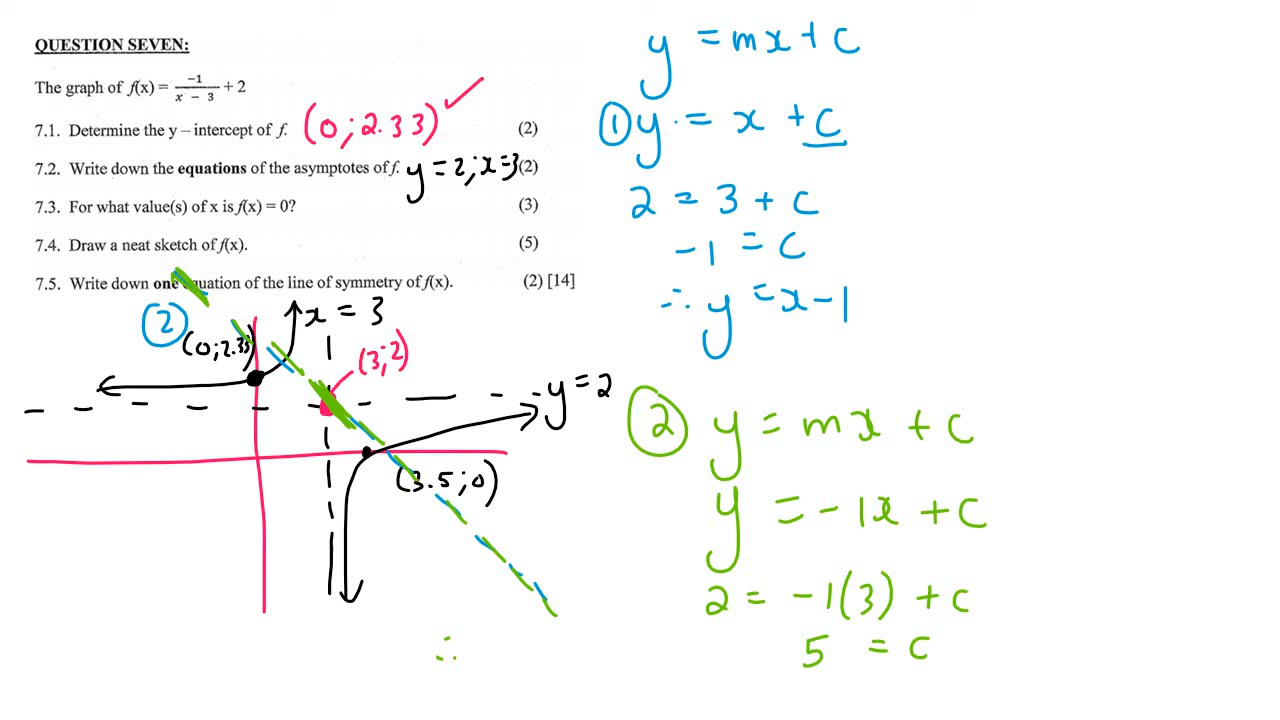 QUESTION SEVEN:
The graph of f(x) = -1/(x - 3) + 2
7.1. Determine the y – intercept of f. (0;2.33) ✓ (2)
7.2. Write down the equations of the asymptotes of f. y = 2; x = 3 (2)
7.3. For what value(s) of x is f(x) = 0? (3)
7.4. Draw a neat sketch of f(x). (5)
7.5. Write down one equation of the line of symmetry of f(x). (2) [14]
②
x = 3
(0;2.33)
(3;2)
y = 2
(3.5;0)
∴
y = mx + c
① y = x + c
2 = 3 + c
-1 = c
∴ y = x - 1
② y = mx + c
y = -1x + c
2 = -1(3) + c
5 = c